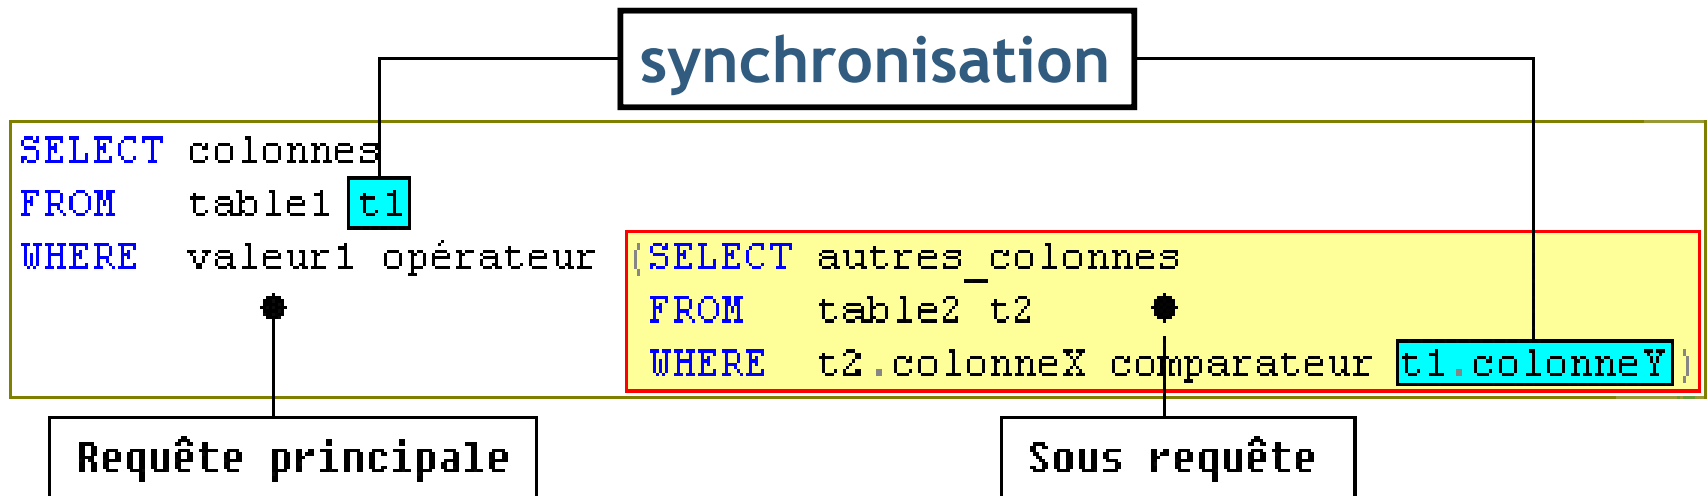 synchronisation
SELECT colonnes
FROM table1 t1
WHERE valeur1 opérateur (SELECT autres_colonnes
FROM table2 t2
WHERE t2.colonneX comparateur t1.colonneY)
Requête principale
Sous requête